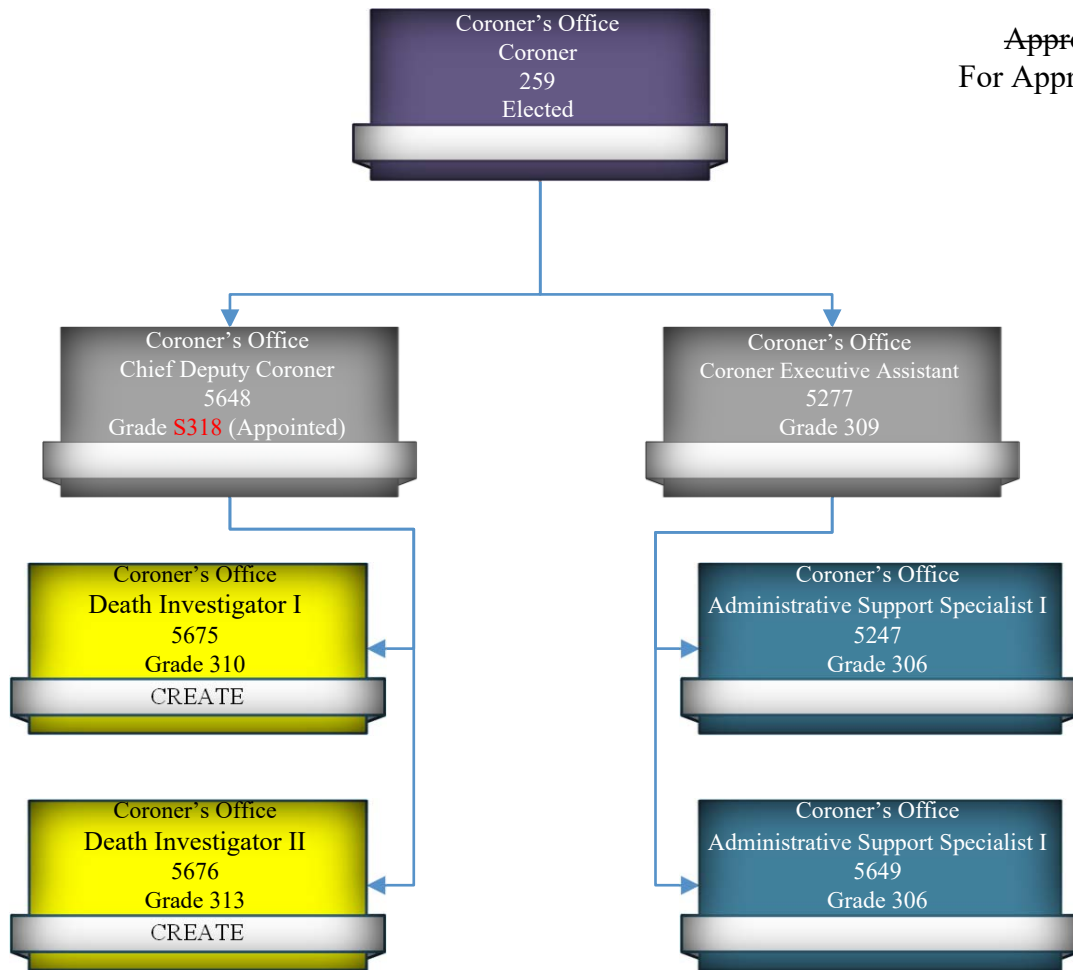 Coroner's Office
Coroner
259
Elected
For
Coroner's Office
Chief Deputy Coroner
5648
Grade S318 (Appointed)
Coroner's Office
Coroner Executive Assistant
5277
Grade 309
Coroner's Office
Death Investigator I
5675
Grade 310
CREATE
Coroner's Office
Administrative Support Specialist I
5247
Grade 306
Coroner's Office
Death Investigator II
5676
Grade 313
CREATE
Coroner's Office
Administrative Support Specialist I
5649
Grade 306